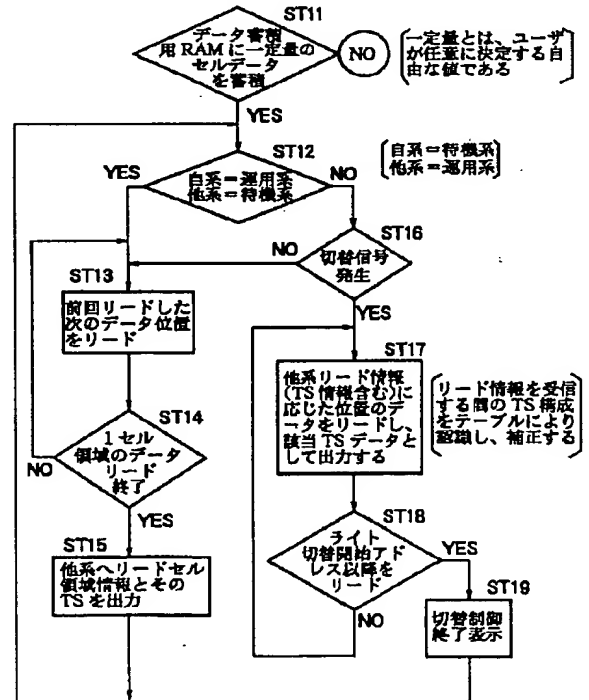 ST11
データ蓄積
用 RAM に一定量の
セルデータ
を蓄積
NO
一定量とは、ユーザ
が任意に決定する自
由な値である
YES
ST12
自系＝運用系
他系＝待機系
YES
NO
自系＝待機系
他系＝運用系
ST16
切替信号
発生
NO
YES
ST13
前回リードした
次のデータ位置
をリード
ST17
他系リード情報
(TS 情報含む)に
応じた位置のデ
ータをリードし、
該当 TS データと
して出力する
リード情報を受信
する間の TS 構成
をテーブルにより
認識し、補正する
ST14
1 セル
領域のデータ
リード
終了
NO
YES
ST18
ライト
切替開始アド
レス以降を
リード
YES
NO
ST15
他系へリードセル
領域情報とその
TS を出力
ST19
切替制御
終了表示